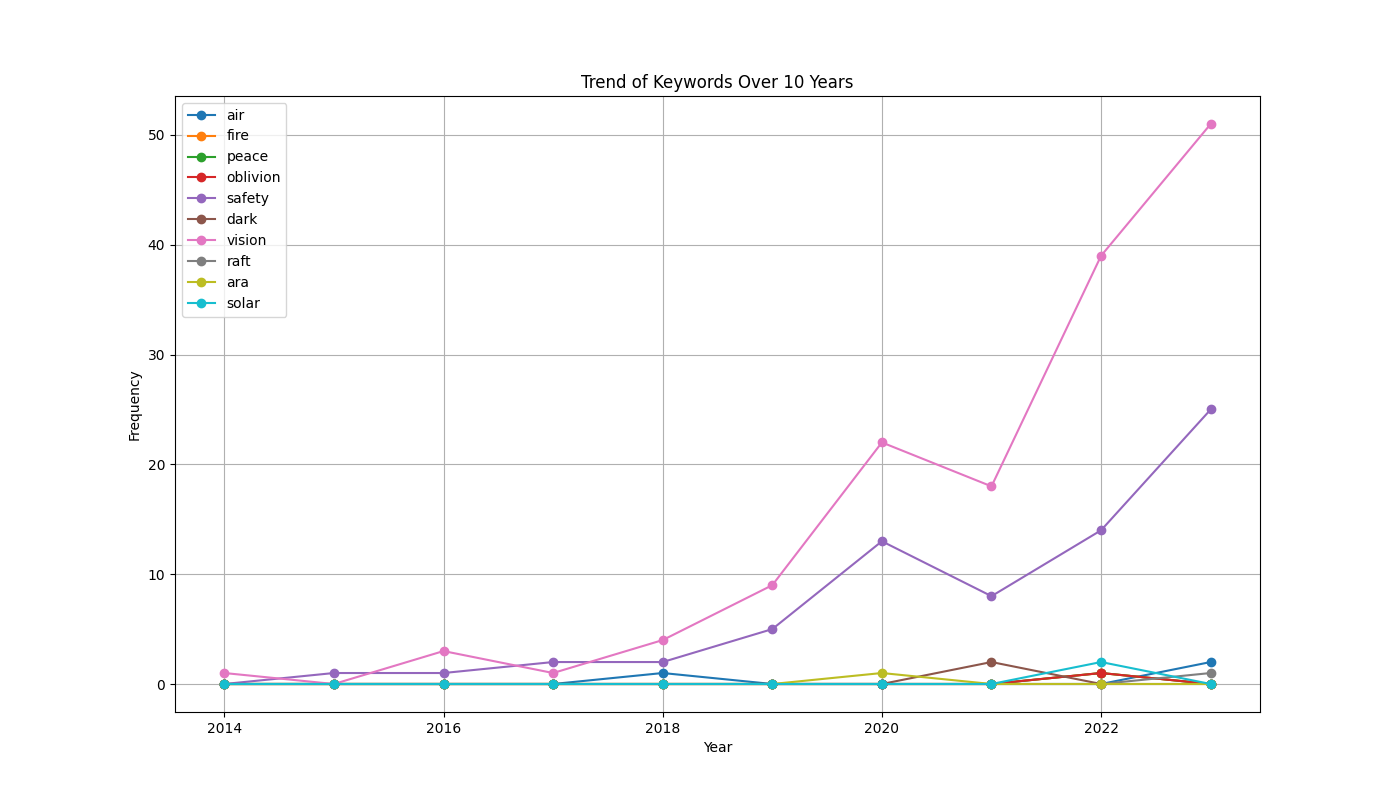 Trend of Keywords Over 10 Years
air
fire
peace
oblivion
safety
dark
vision
raft
ara
solar
50
40
30
20
10
0
Frequency
2014 2016 2018 2020 2022
Year